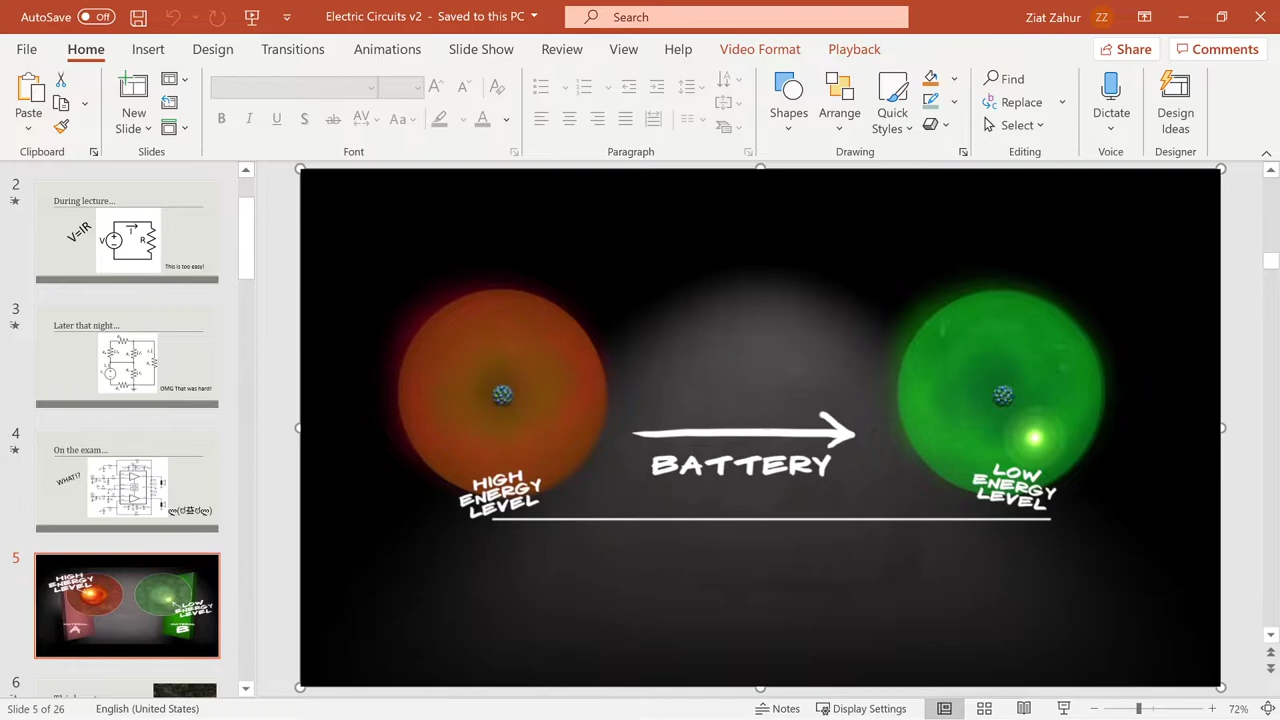 AutoSave Off
Electric Circuits v2 - Saved to this PC
Search
Ziat Zahur ZZ
File Home Insert Design Transitions Animations Slide Show Review View Help Video Format Playback Share Comments
Paste
New Slide
Shapes Arrange Quick Styles
Find
Replace
Select
Dictate
Design Ideas
Clipboard Slides Font Paragraph Drawing Editing Voice Designer
2
During lecture...
V=IR
V
I
R
This is too easy!
3
Later that night...
OMG That was hard!
4
On the exam...
WHAT!?
5
HIGH ENERGY LEVEL
LOW ENERGY LEVEL
MATERIAL A
MATERIAL B
6
BATTERY
HIGH
ENERGY
LEVEL
LOW
ENERGY
LEVEL
Slide 5 of 26 English (United States) Notes Display Settings 72%